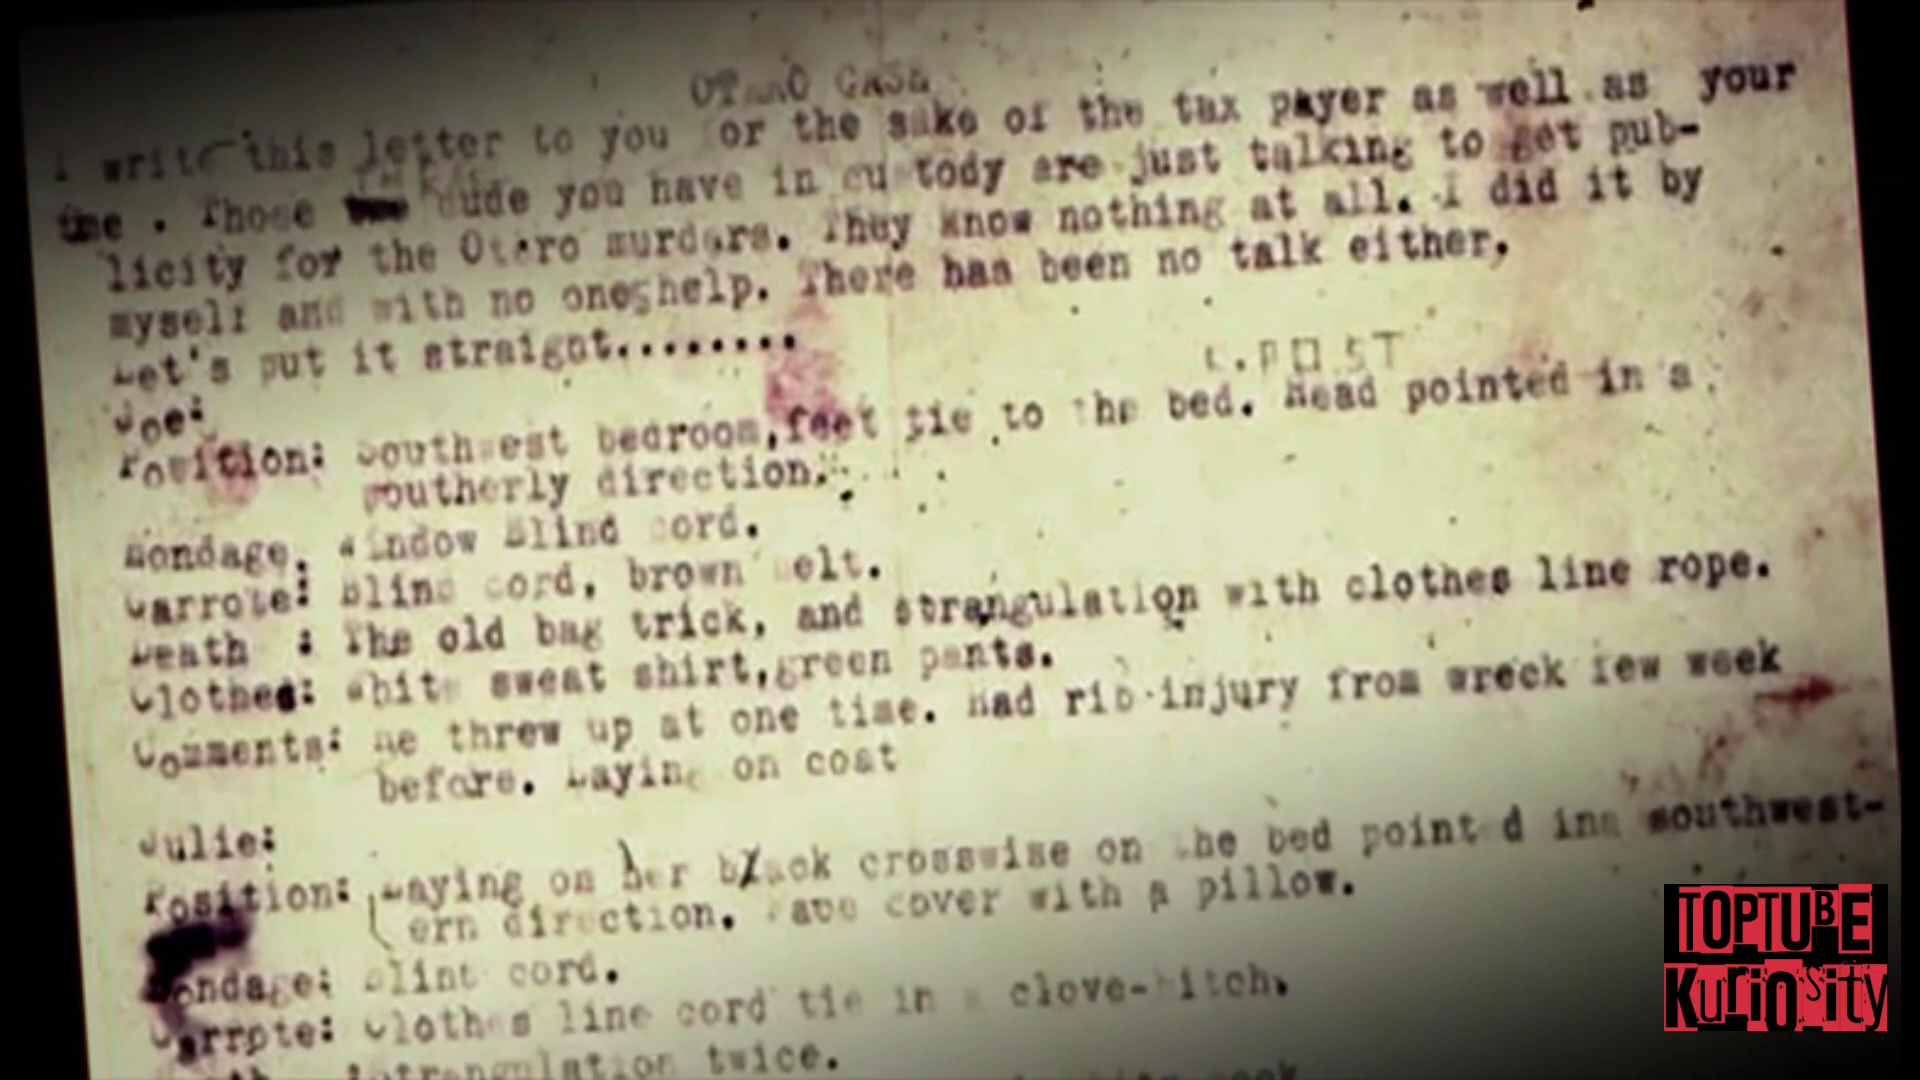 OTERO CASE
I write this letter to you for the sake of the tax payer as well as your
time . Those dude you have in custody are just talking to get pub-
licity for the Otero murders. They know nothing at all. I did it by
myself and with no oneshelp. There has been no talk either.
Let's put it straight........
Joe:
Position: Southwest bedroom,feet tie to the bed. Head pointed in a
southerly direction.
Bondage. Window Blind cord.
Garrote: Blind cord, brown belt.
Death : The old bag trick, and strangulation with clothes line rope.
Clothed: White sweat shirt,green pants.
Comments: He threw up at one time. Had rib injury from wreck few week
before. Laying on coat
Julie:
Position: Laying on her black crosswise on the bed pointed in southwest-
ern direction. Face cover with a pillow.
Bondage: Blint cord.
Garrote: Clothes line cord tie in a clove-hitch.
twice.
TOPTUBE
KURIOSITY